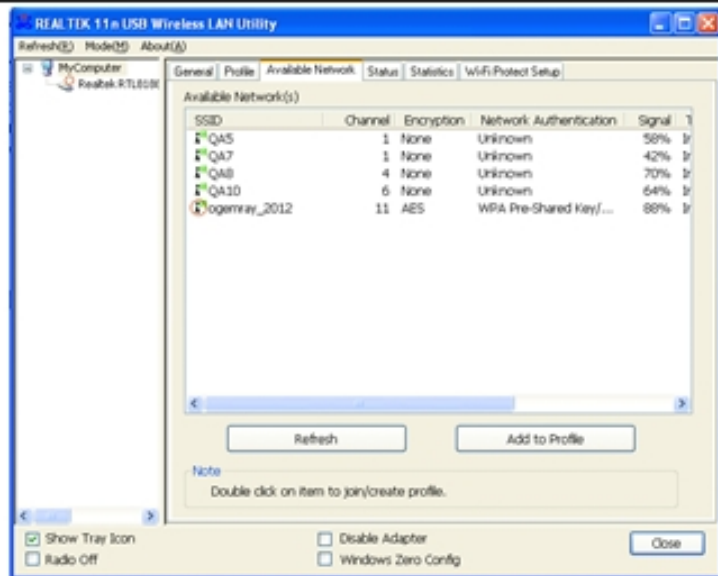 REALTEK 11n USB Wireless LAN Utility
Refresh(R) Mode(M) About(A)
MyComputer
General Profile Available Network Status Statistics Wi-Fi Protect Setup
Available Network(s)
SSID Channel Encryption Network Authentication Signal
QA5 1 None Unknown 58%
QA7 1 None Unknown 42%
QA8 4 None Unknown 70%
QA10 6 None Unknown 64%
ogemray_2012 11 AES WPA Pre-Shared Key/... 88%
Refresh Add to Profile
Note
Double click on item to join/create profile.
Show Tray Icon Disable Adapter Close
Radio Off Windows Zero Config